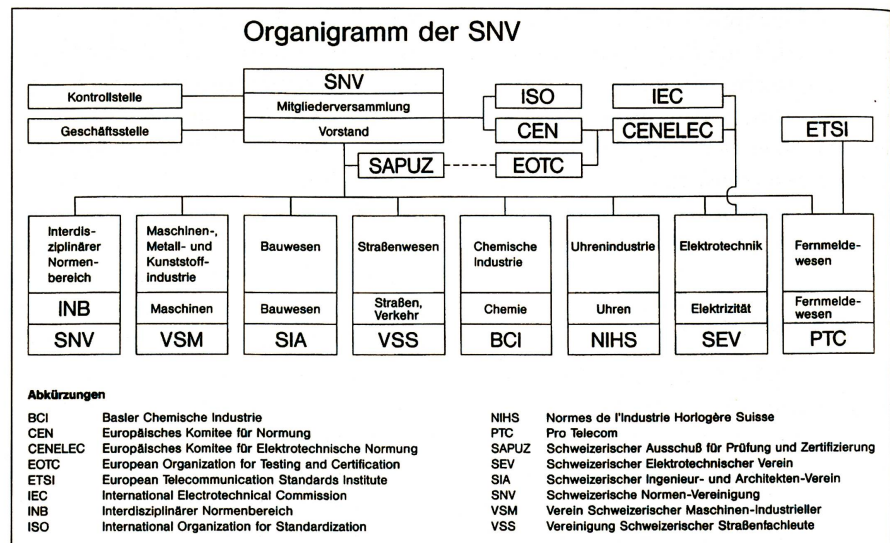 Organigramm der SNV
SNV
Kontrollstelle
Mitgliederversammlung
Geschäftsstelle
Vorstand
ISO
IEC
CEN
CENELEC
ETSI
SAPUZ
EOTC
Interdis-
ziplinärer
Normen-
bereich
INB
SNV
Maschinen-,
Metall- und
Kunststoff-
industrie
Maschinen
VSM
Bauwesen
Bauwesen
SIA
Straßenwesen
Straßen,
Verkehr
VSS
Chemische
Industrie
Chemie
BCI
Uhrenindustrie
Uhren
NIHS
Elektrotechnik
Elektrizität
SEV
Fernmelde-
wesen
Fernmelde-
wesen
PTC
Abkürzungen
BCI Basler Chemische Industrie
CEN Europäisches Komitee für Normung
CENELEC Europäisches Komitee für Elektrotechnische Normung
EOTC European Organization for Testing and Certification
ETSI European Telecommunication Standards Institute
IEC International Electrotechnical Commission
INB Interdisziplinärer Normenbereich
ISO International Organization for Standardization
NIHS Normes de l'Industrie Horlogère Suisse
PTC Pro Telecom
SAPUZ Schweizerischer Ausschuß für Prüfung und Zertifizierung
SEV Schweizerischer Elektrotechnischer Verein
SIA Schweizerischer Ingenieur- und Architekten-Verein
SNV Schweizerische Normen-Vereinigung
VSM Verein Schweizerischer Maschinen-Industrieller
VSS Vereinigung Schweizerischer Straßenfachleute